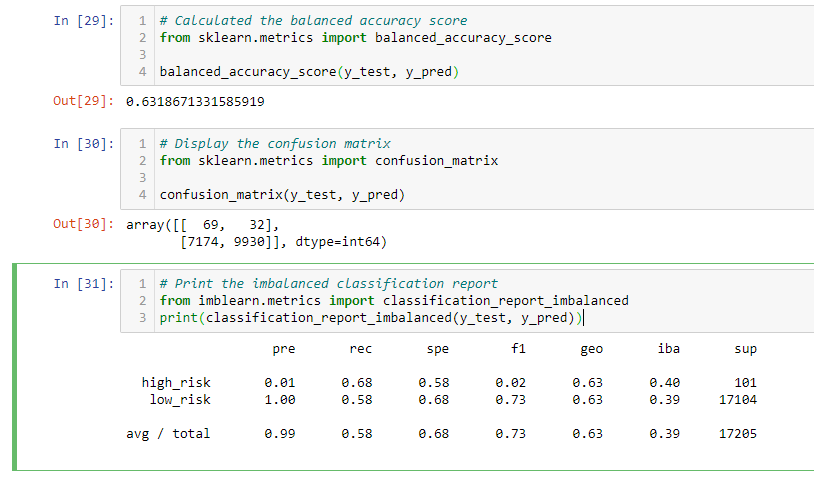 In [29]: 1 # Calculated the balanced accuracy score
2 from sklearn.metrics import balanced_accuracy_score
3
4 balanced_accuracy_score(y_test, y_pred)
Out[29]: 0.6318671331585919
In [30]: 1 # Display the confusion matrix
2 from sklearn.metrics import confusion_matrix
3
4 confusion_matrix(y_test, y_pred)
Out[30]: array([[  69,   32],
       [7174, 9930]], dtype=int64)
In [31]: 1 # Print the imbalanced classification report
2 from imblearn.metrics import classification_report_imbalanced
3 print(classification_report_imbalanced(y_test, y_pred))
pre rec spe f1 geo iba sup
high_risk 0.01 0.68 0.58 0.02 0.63 0.40 101
low_risk 1.00 0.58 0.68 0.73 0.63 0.39 17104
avg / total 0.99 0.58 0.68 0.73 0.63 0.39 17205